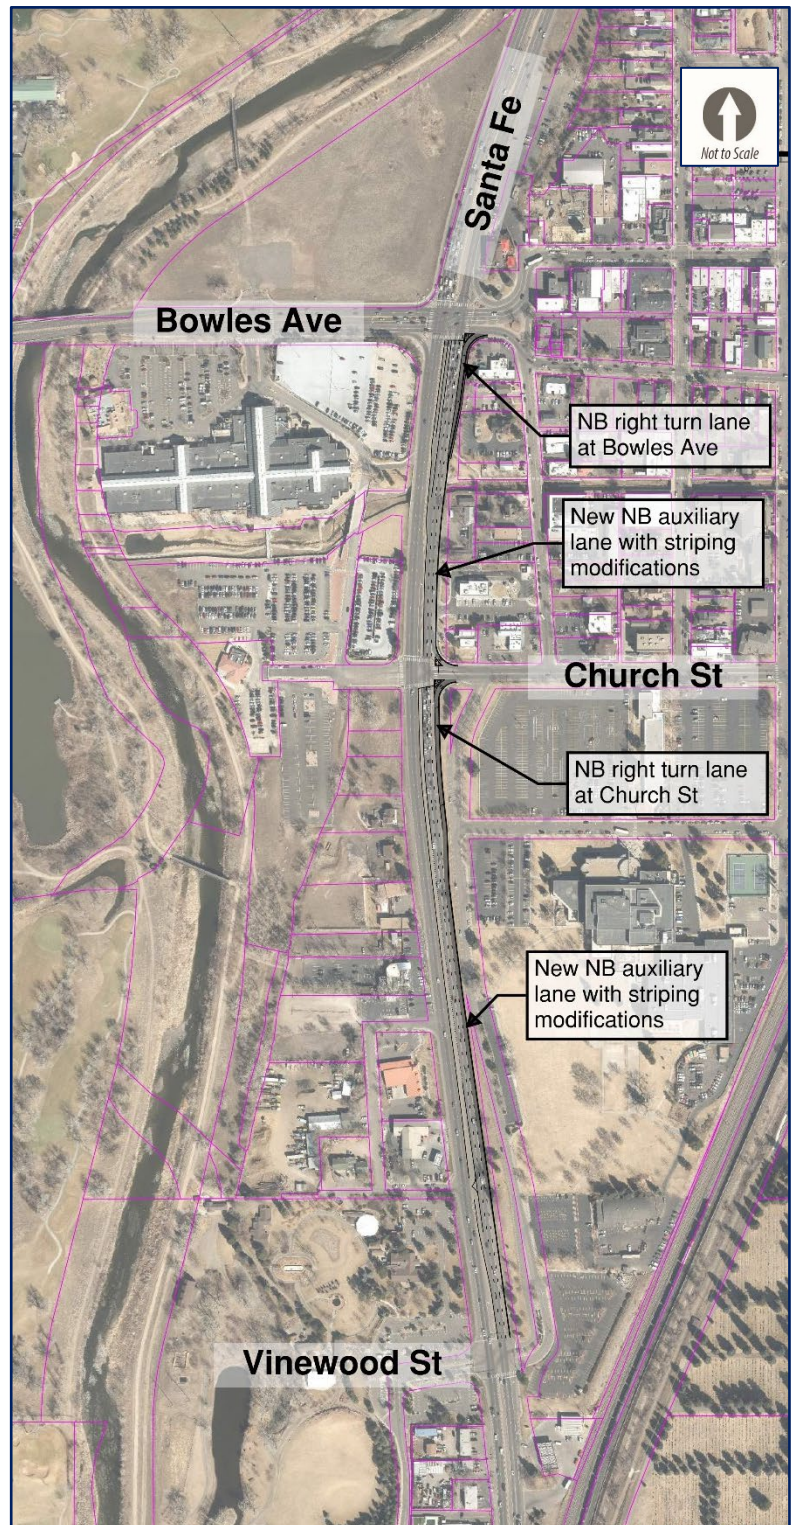 Santa Fe
Not to Scale
Bowles Ave
NB right turn lane
at Bowles Ave
New NB auxiliary
lane with striping
modifications
Church St
NB right turn lane
at Church St
New NB auxiliary
lane with striping
modifications
Vinewood St